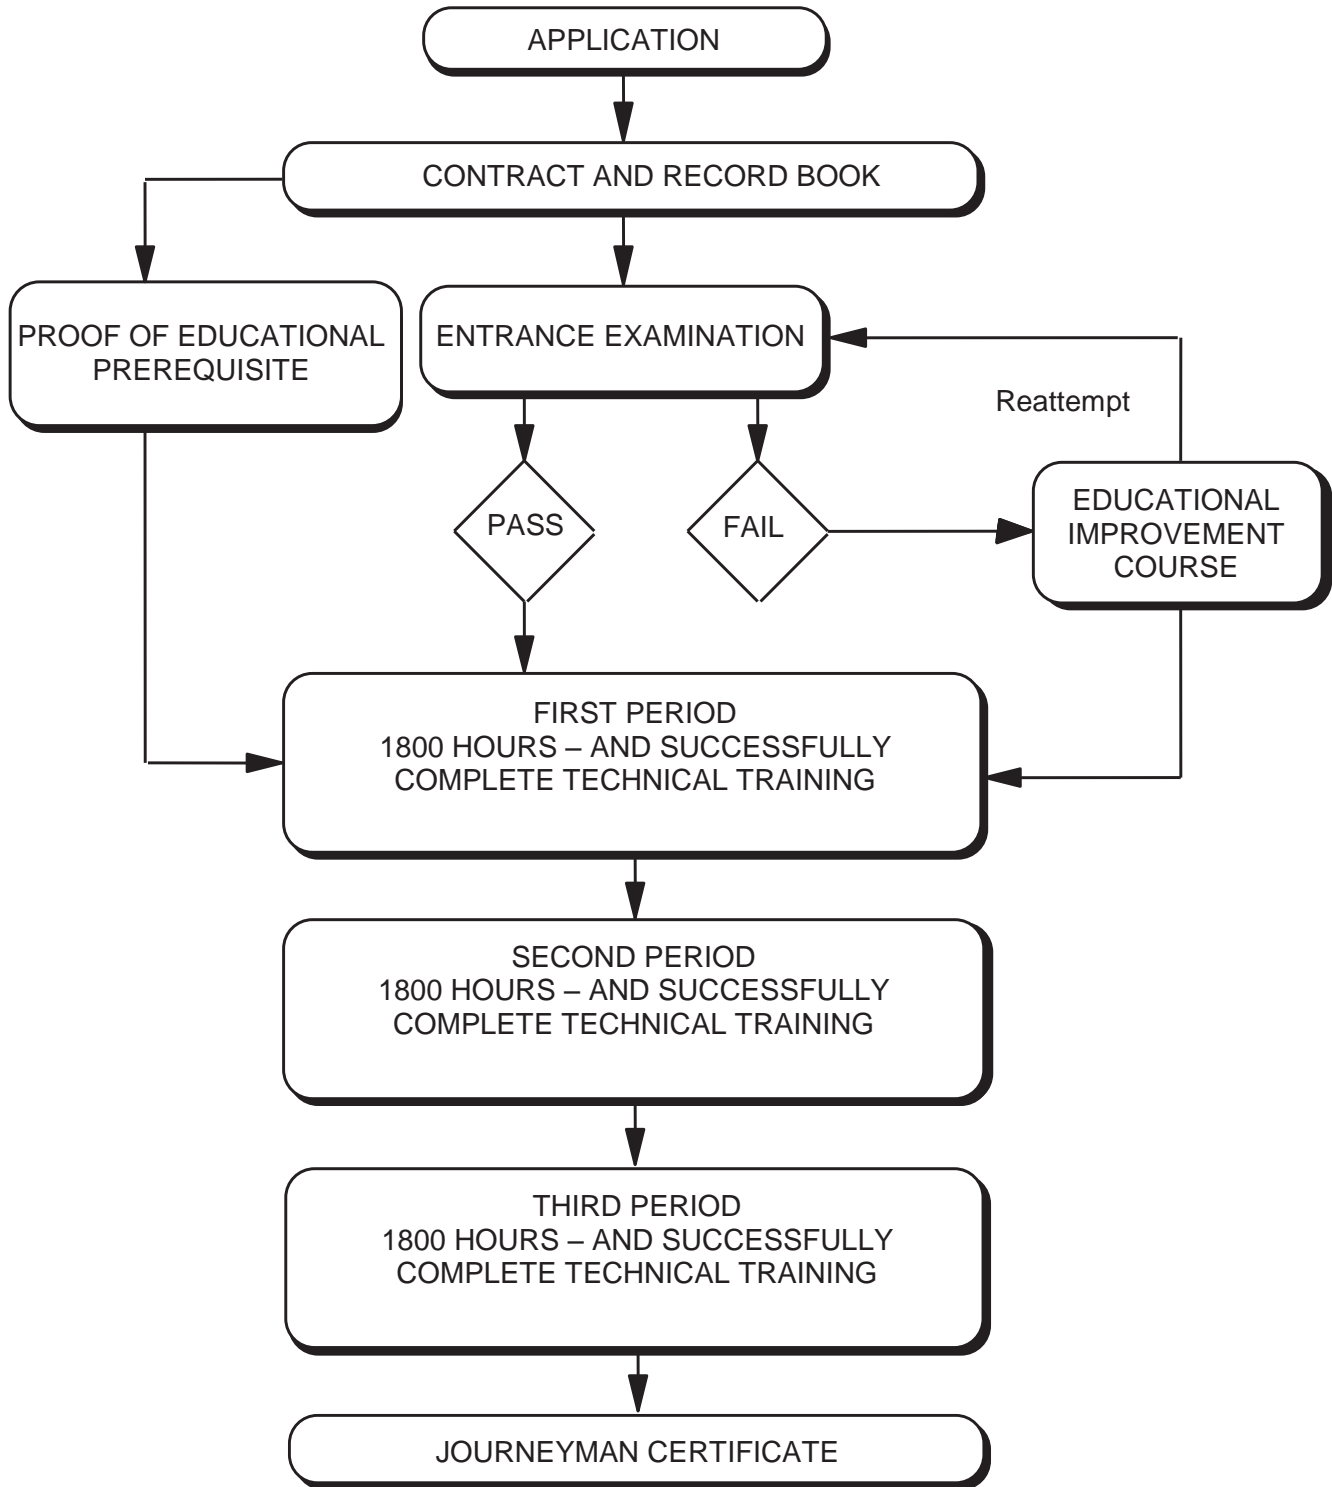 APPLICATION
CONTRACT AND RECORD BOOK
PROOF OF EDUCATIONAL
PREREQUISITE
ENTRANCE EXAMINATION
Reattempt
PASS
FAIL
EDUCATIONAL
IMPROVEMENT
COURSE
FIRST PERIOD
1800 HOURS – AND SUCCESSFULLY
COMPLETE TECHNICAL TRAINING
SECOND PERIOD
1800 HOURS – AND SUCCESSFULLY
COMPLETE TECHNICAL TRAINING
THIRD PERIOD
1800 HOURS – AND SUCCESSFULLY
COMPLETE TECHNICAL TRAINING
JOURNEYMAN CERTIFICATE